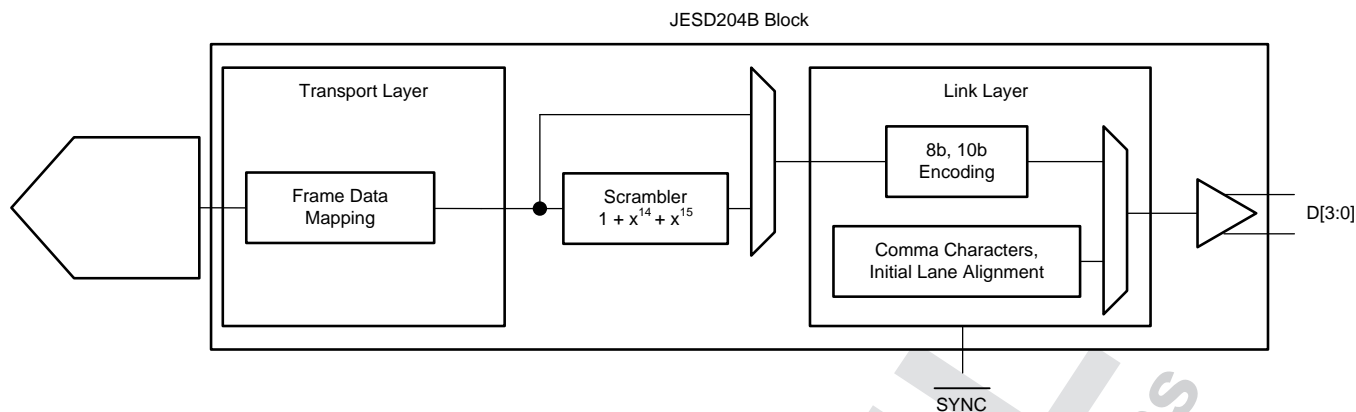 JESD204B Block
Transport Layer
Frame Data
Mapping
Scrambler
1 + x¹⁴ + x¹⁵
Link Layer
8b, 10b
Encoding
Comma Characters,
Initial Lane Alignment
D[3:0]
SYNC